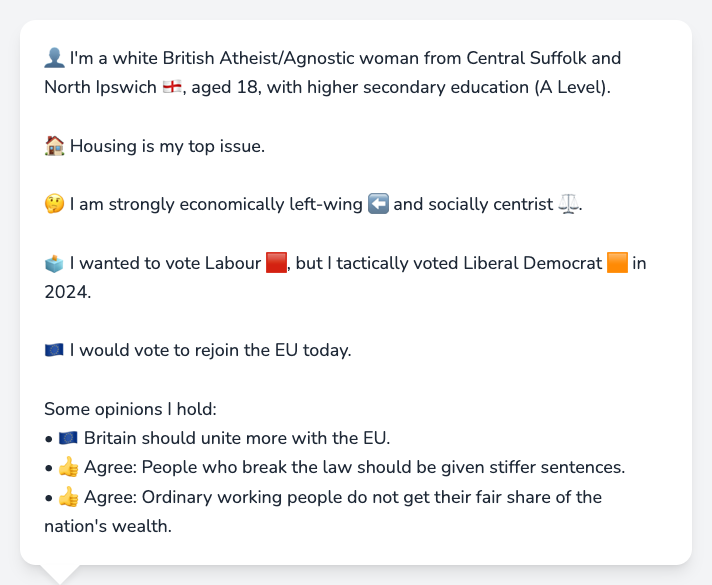 👤 I'm a white British Atheist/Agnostic woman from Central Suffolk and
North Ipswich 🏴󠁧󠁢󠁥󠁮󠁧󠁿, aged 18, with higher secondary education (A Level).
🏠 Housing is my top issue.
🤔 I am strongly economically left-wing ⬅️ and socially centrist ⚖️.
🗳️ I wanted to vote Labour 🟥, but I tactically voted Liberal Democrat 🟧 in
2024.
🇪🇺 I would vote to rejoin the EU today.
Some opinions I hold:
• 🇪🇺 Britain should unite more with the EU.
• 👍 Agree: People who break the law should be given stiffer sentences.
• 👍 Agree: Ordinary working people do not get their fair share of the
nation's wealth.